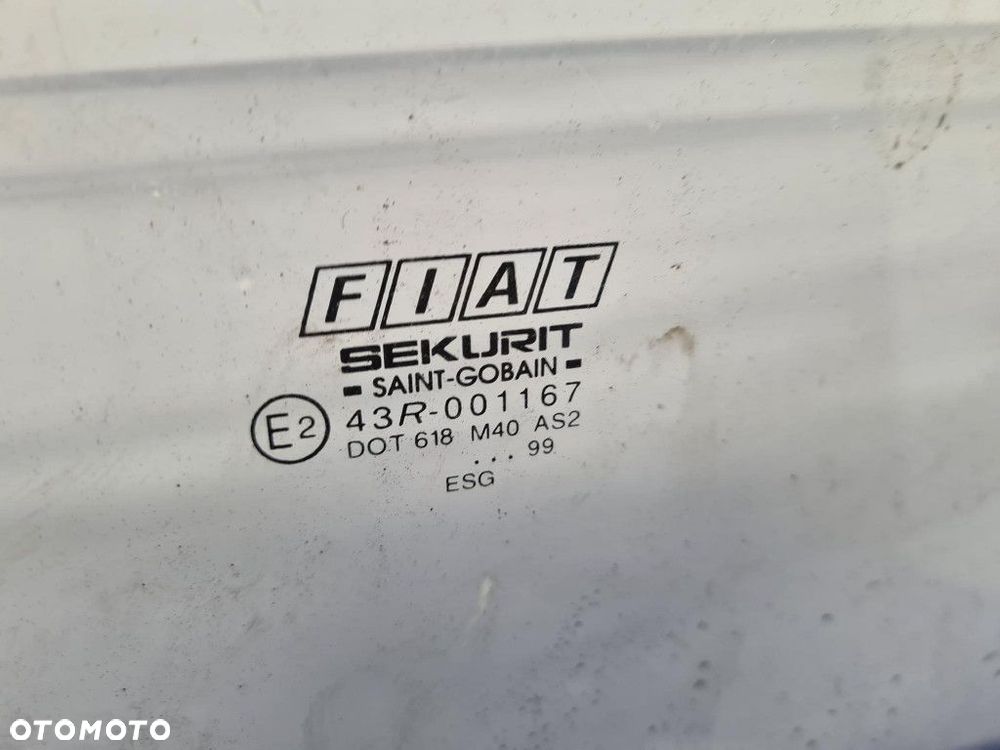 FIAT
SEKURIT
- SAINT-GOBAIN -
E2
43R-001167
DOT 618 M40 AS2
... 99
ESG
OTOMOTO